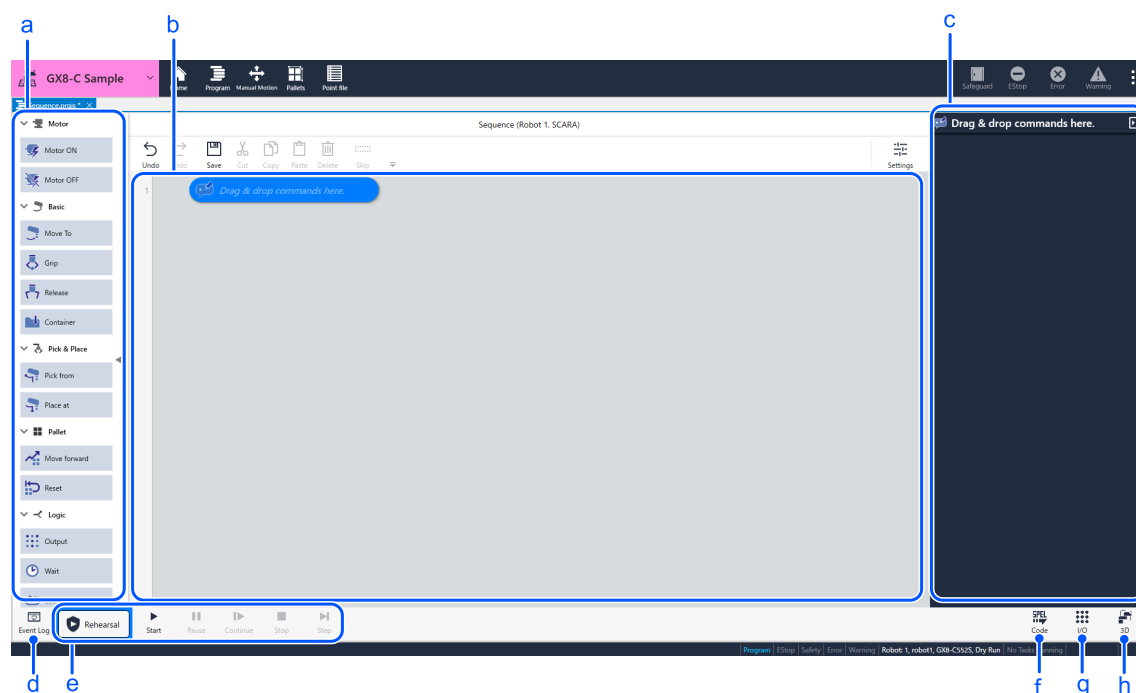 a
b
c
GX8-C Sample
Program
Manual Motion
Pallets
Point file
Safeguard
EStop
Error
Warning
Sequence.prgjs *
Motor
Sequence (Robot 1, SCARA)
Drag & drop commands here.
Motor ON
Undo
Save
Cut
Copy
Paste
Delete
Skip
Settings
Motor OFF
1
Drag & drop commands here.
Basic
Move To
Grip
Release
Container
Pick & Place
Pick from
Place at
Pallet
Move forward
Reset
Logic
Output
Wait
Event Log
Rehearsal
Start
Pause
Continue
Stop
Step
SPEL
Code
I/O
3D
Program
EStop
Safety
Error
Warning
Robot: 1, robot1, GX8-C552S, Dry Run
No Tasks Running
d
e
f
g
h